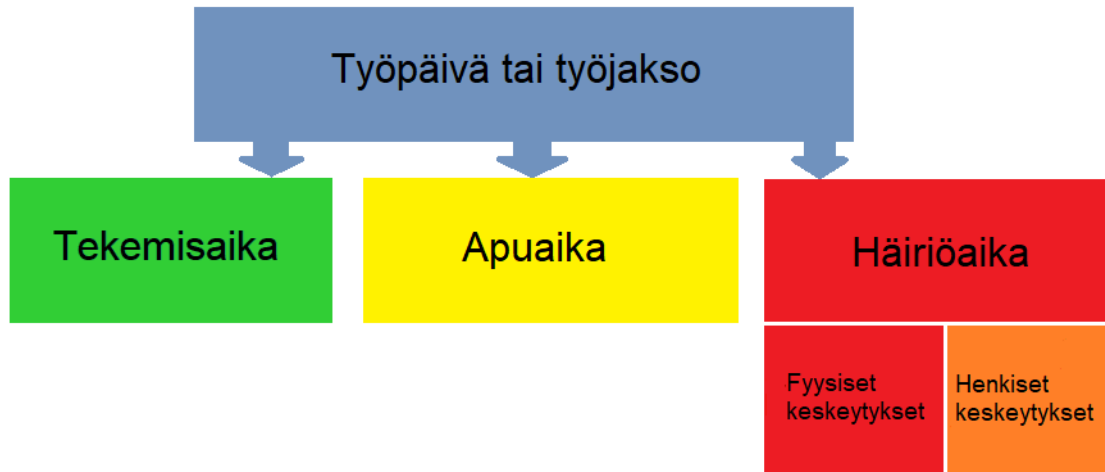 Työpäivä tai työjakso
Tekemisaika
Apuaika
Häiriöaika
Fyysiset
keskeytykset
Henkiset
keskeytykset